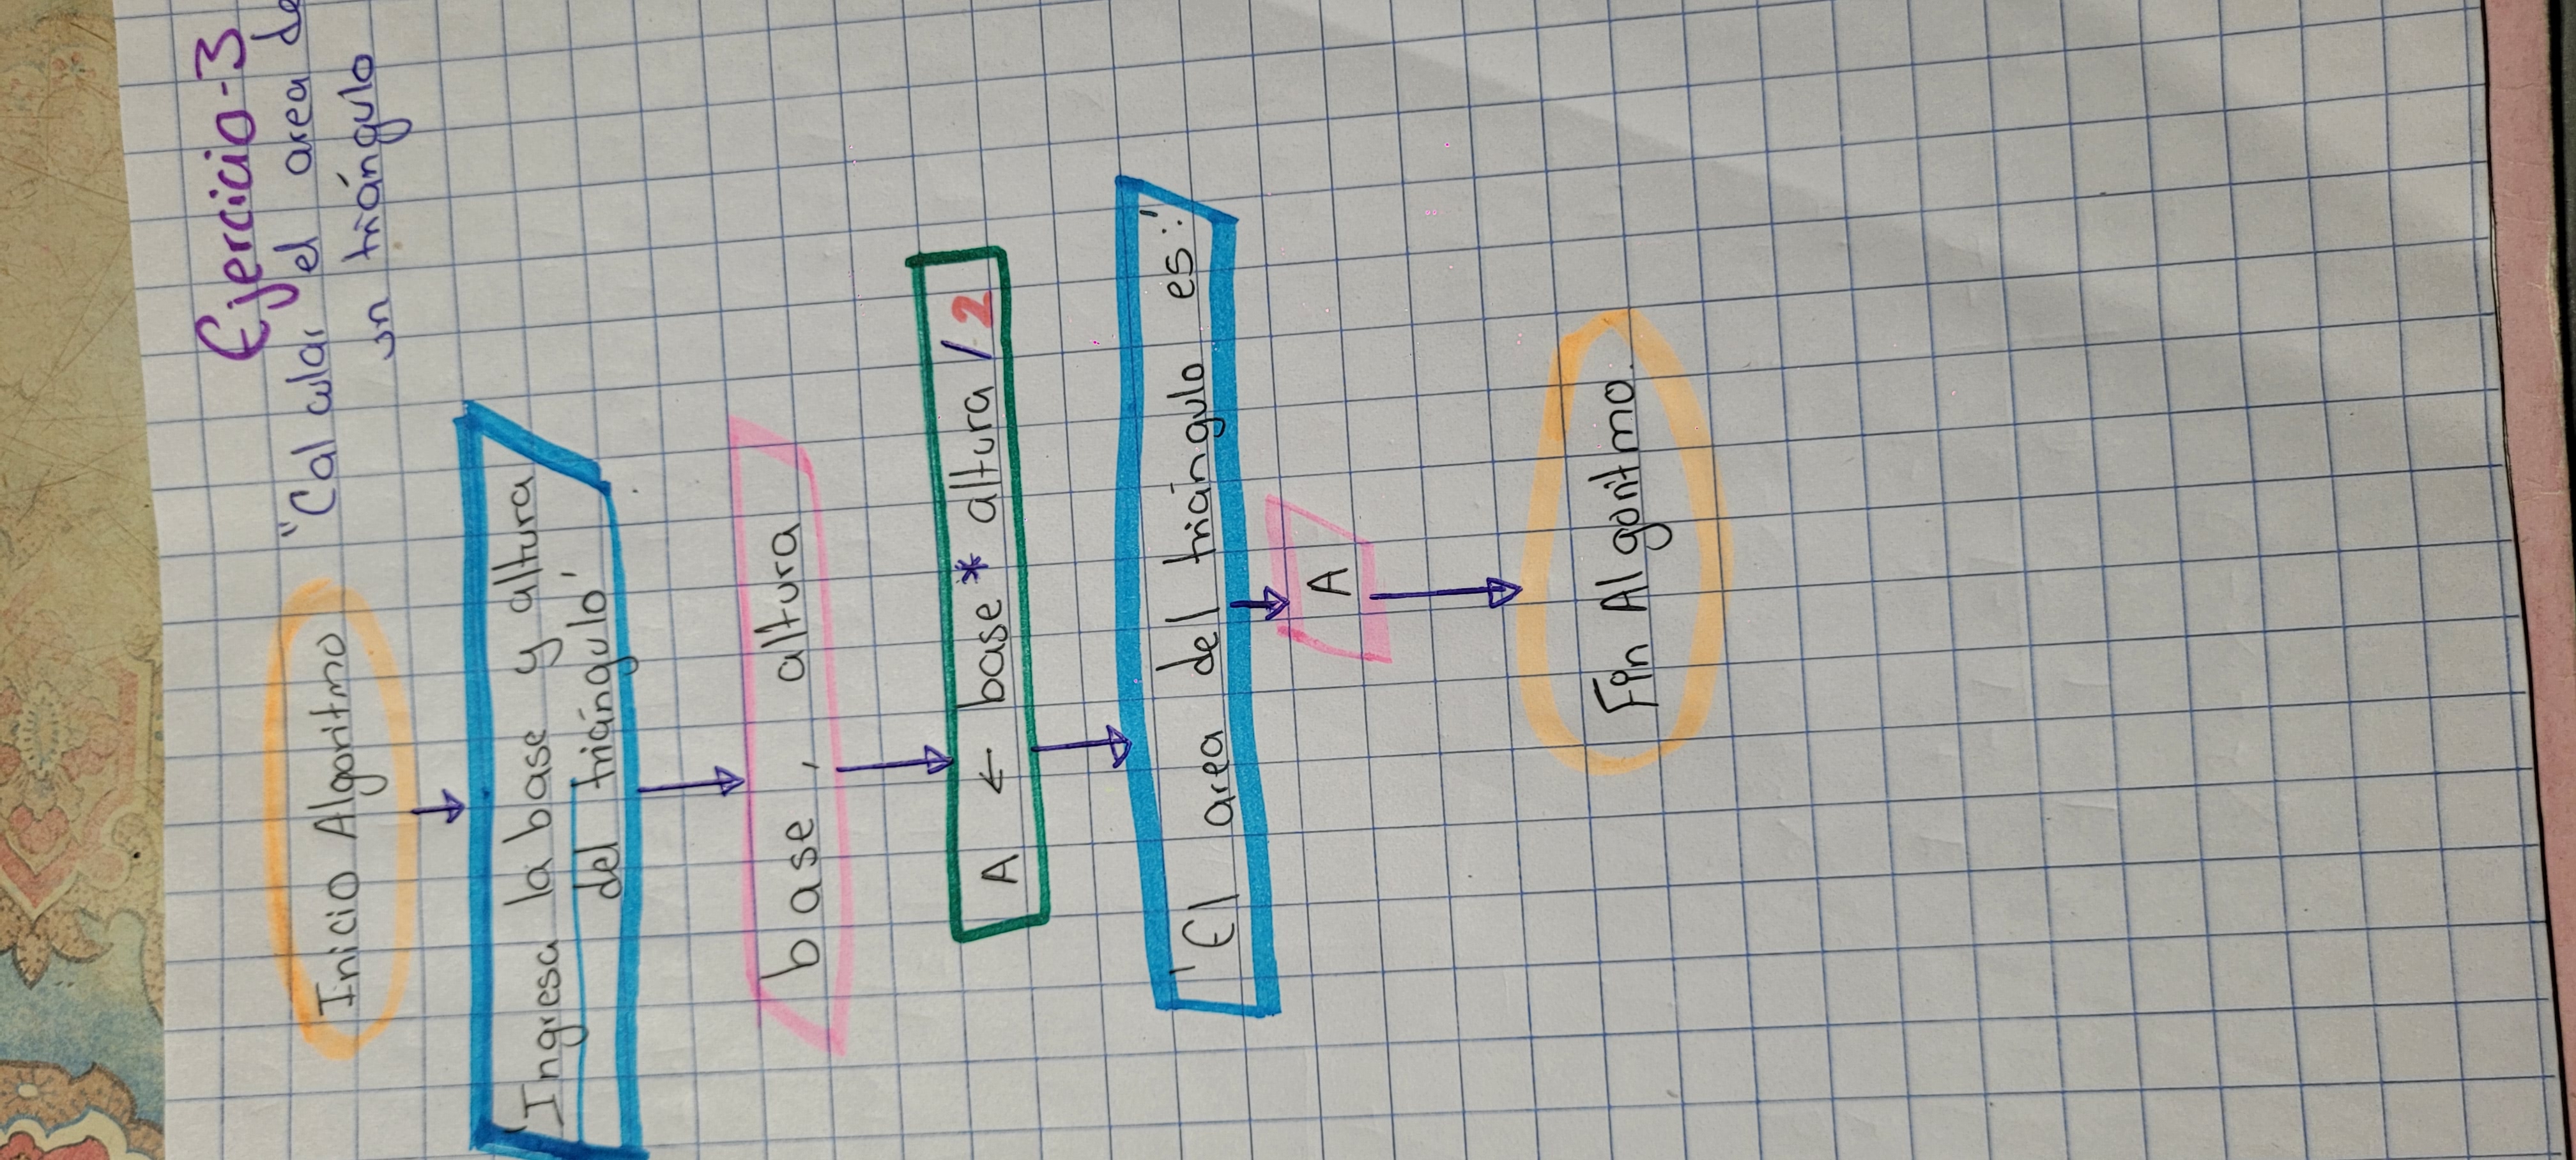 Ejercicio-3
"Calcular el area de
un triángulo
Inicio Algoritmo
'Ingresa la base y altura
del triángulo'
base, altura
A ← base * altura / 2
'El area del triángulo es:'
A
Fin Algoritmo.